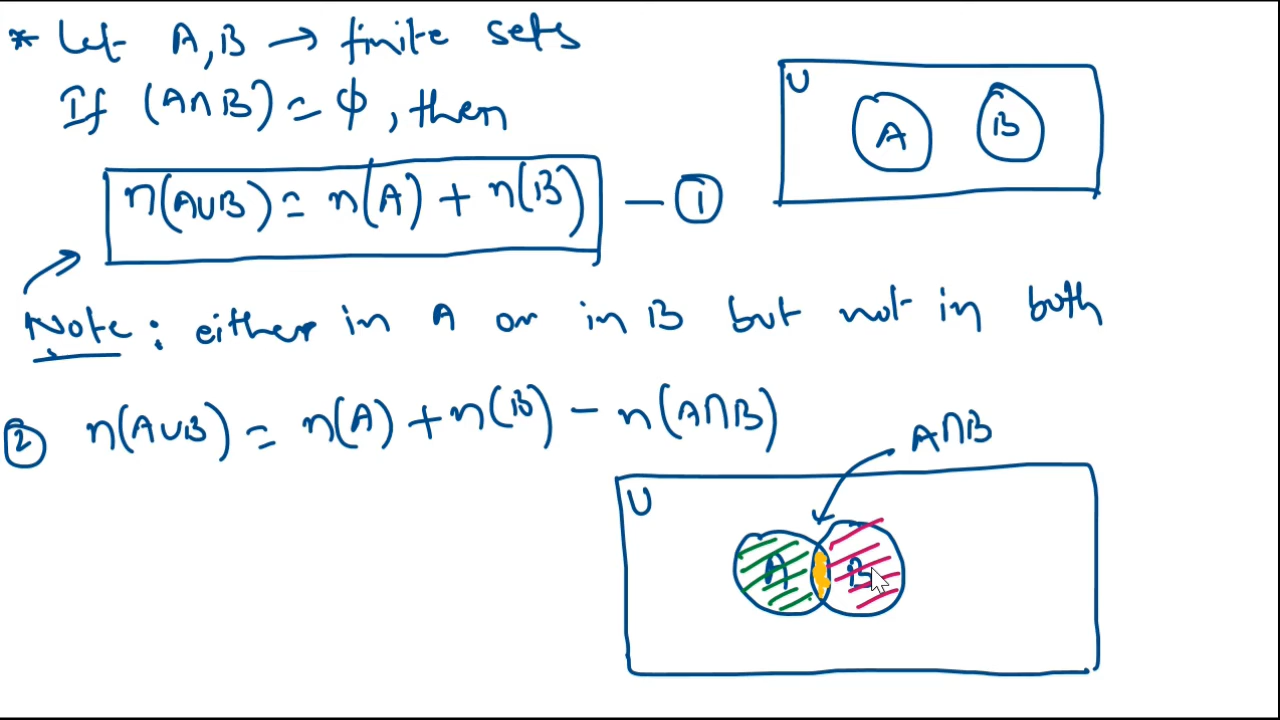 * Let A,B → finite sets
If (A∩B) = ϕ, then
n(A∪B) = n(A) + n(B) — ①
U
A
B
Note: either in A or in B but not in both
② n(A∪B) = n(A) + n(B) - n(A∩B)
A∩B
U
A
B